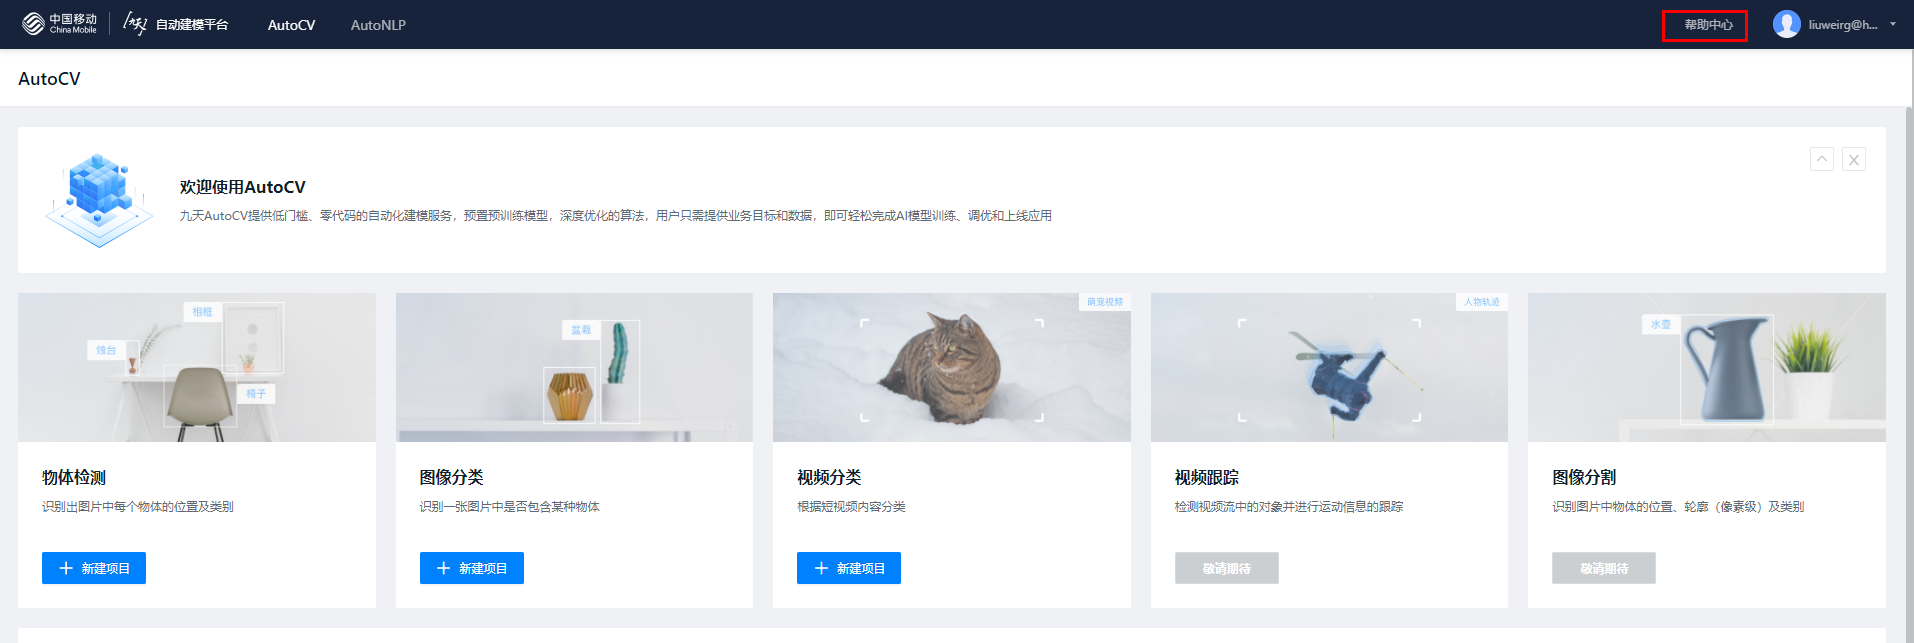 中国移动
China Mobile
九天
自动建模平台
AutoCV
AutoNLP
帮助中心
liuweirg@h...
AutoCV
欢迎使用AutoCV
九天AutoCV提供低门槛、零代码的自动化建模服务，预置预训练模型，深度优化的算法，用户只需提供业务目标和数据，即可轻松完成AI模型训练、调优和上线应用
相框
烛台
椅子
物体检测
识别出图片中每个物体的位置及类别
新建项目
盆栽
图像分类
识别一张图片中是否包含某种物体
新建项目
萌宠视频
视频分类
根据短视频内容分类
新建项目
人物轨迹
视频跟踪
检测视频流中的对象并进行运动信息的跟踪
敬请期待
水壶
图像分割
识别图片中物体的位置、轮廓（像素级）及类别
敬请期待